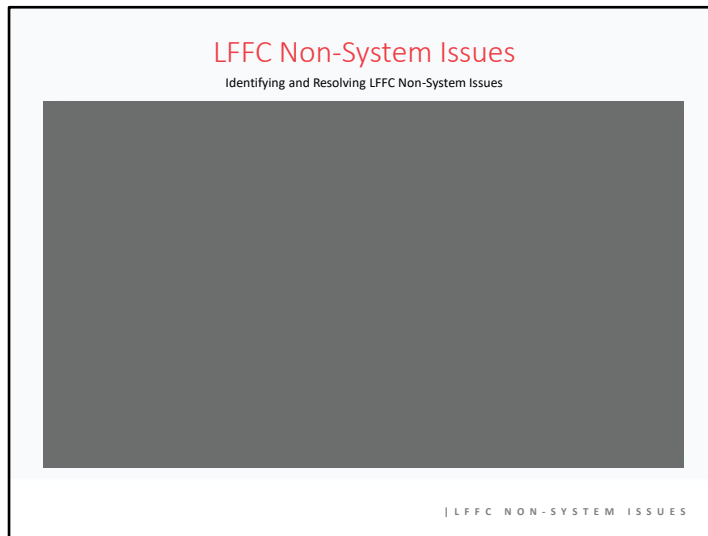 LFFC Non-System Issues
Identifying and Resolving LFFC Non-System Issues
| LFFC NON-SYSTEM ISSUES